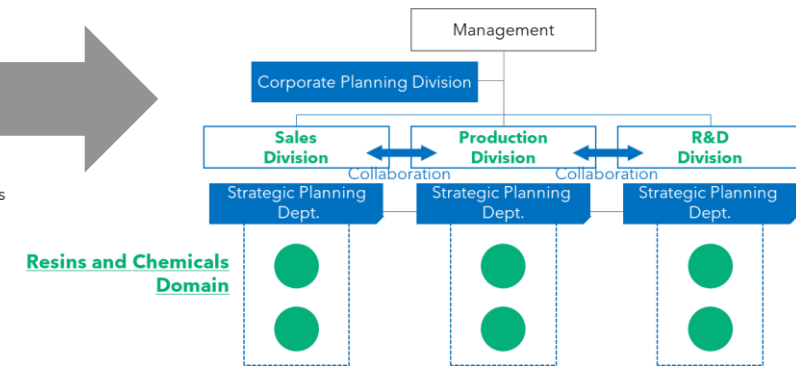 Management
Corporate Planning Division
Sales
Division
Production
Division
R&D
Division
Collaboration
Collaboration
Strategic Planning
Dept.
Strategic Planning
Dept.
Strategic Planning
Dept.
s
Resins and Chemicals
Domain